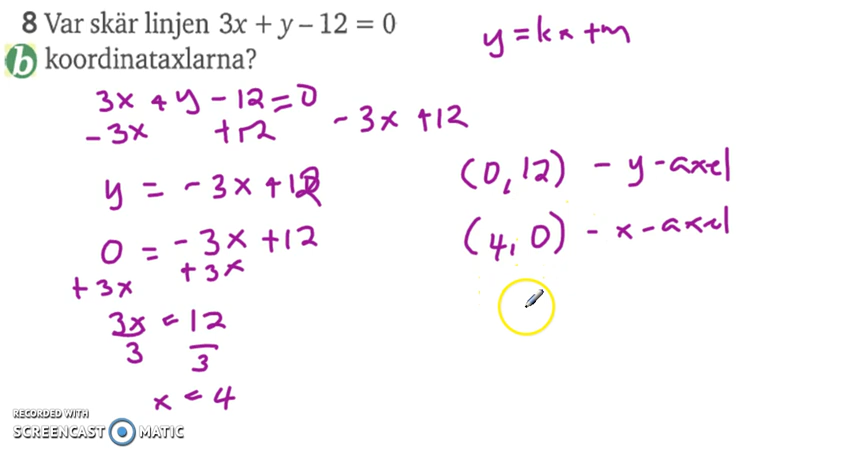 8 Var skär linjen 3x + y – 12 = 0
b koordinataxlarna?
y = kx + m
3x + y - 12 = 0
- 3x + 12 - 3x + 12
y = - 3x + 12
0 = - 3x + 12
+ 3x + 3x
3x = 12
3 3
x = 4
(0, 12) - y-axel
(4, 0) - x-axel
RECORDED WITH
SCREENCAST MATIC